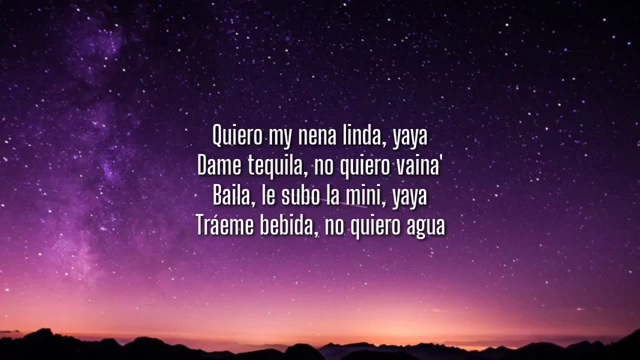 Quiero my nena linda, yaya
Dame tequila, no quiero vaina'
Baila, le subo la mini, yaya
Tráeme bebida, no quiero agua